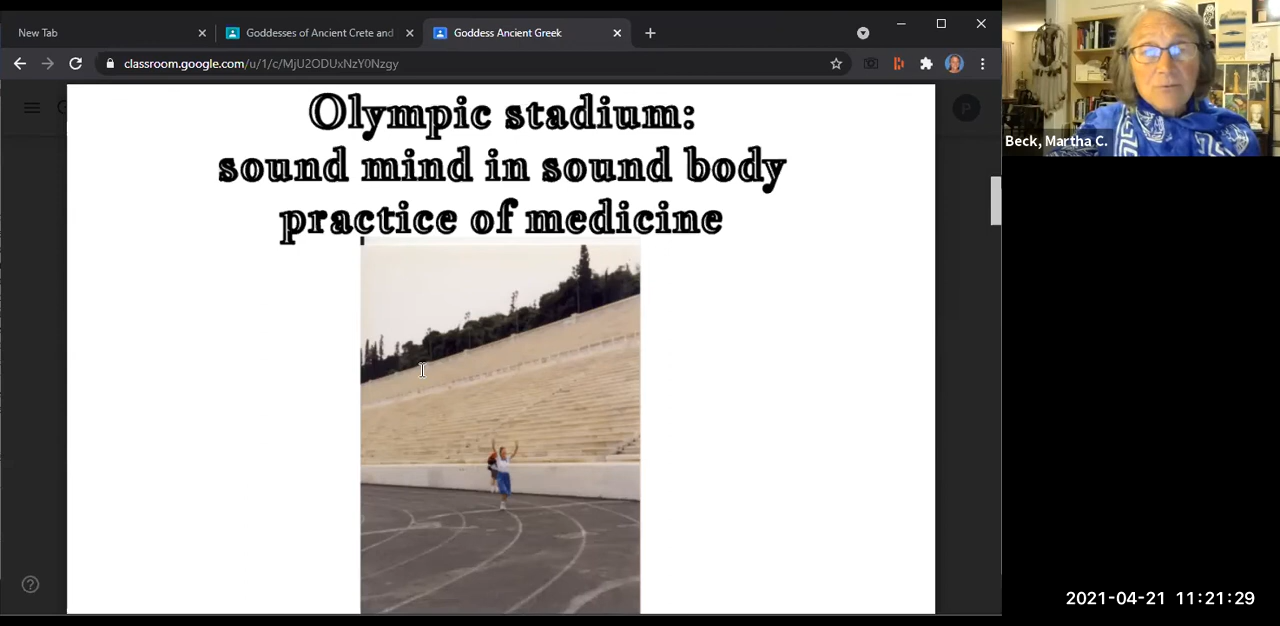 New Tab
Goddesses of Ancient Crete and
Goddess Ancient Greek
classroom.google.com/u/1/c/MjU2ODUxNzY0Nzgy
P
Olympic stadium:
sound mind in sound body
practice of medicine
Beck, Martha C.
2021-04-21 11:21:29